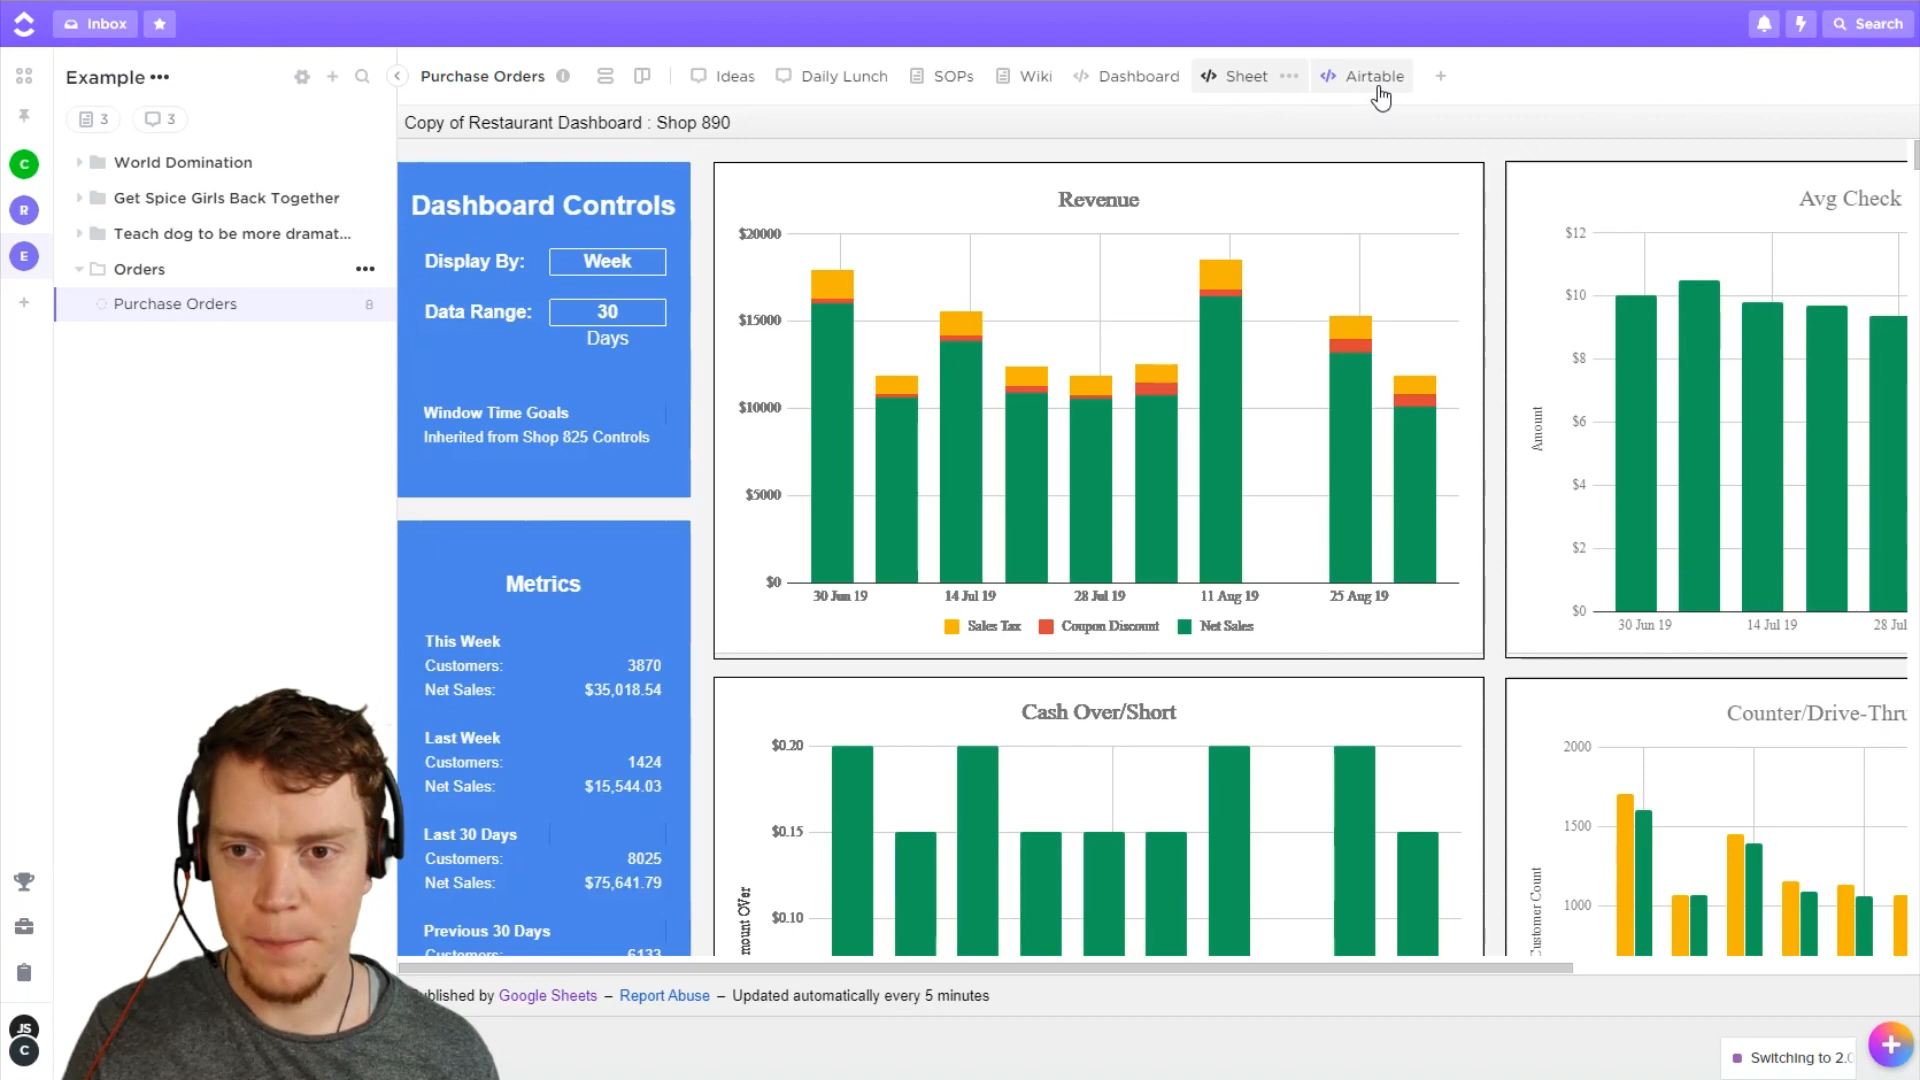 Inbox
Search
Example •••
3
3
World Domination
Get Spice Girls Back Together
Teach dog to be more dramat...
Orders
•••
Purchase Orders
8
C
R
E
JS
C
Purchase Orders
Ideas
Daily Lunch
SOPs
Wiki
Dashboard
Sheet
Airtable
Copy of Restaurant Dashboard : Shop 890
Dashboard Controls
Display By: Week
Data Range: 30
Days
Window Time Goals
Inherited from Shop 825 Controls
Metrics
This Week
Customers: 3870
Net Sales: $35,018.54
Last Week
Customers: 1424
Net Sales: $15,544.03
Last 30 Days
Customers: 8025
Net Sales: $75,641.79
Previous 30 Days
Customers: 6133
Revenue
$20000
$15000
$10000
$5000
$0
30 Jun 19 14 Jul 19 28 Jul 19 11 Aug 19 25 Aug 19
Sales Tax Coupon Discount Net Sales
Avg Check
Amount
$12
$10
$8
$6
$4
$2
$0
30 Jun 19 14 Jul 19 28 Jul
Cash Over/Short
$0.20
$0.15
$0.10
mount OVer
Counter/Drive-Thru
2000
1500
1000
Customer Count
ublished by Google Sheets – Report Abuse – Updated automatically every 5 minutes
Switching to 2.0